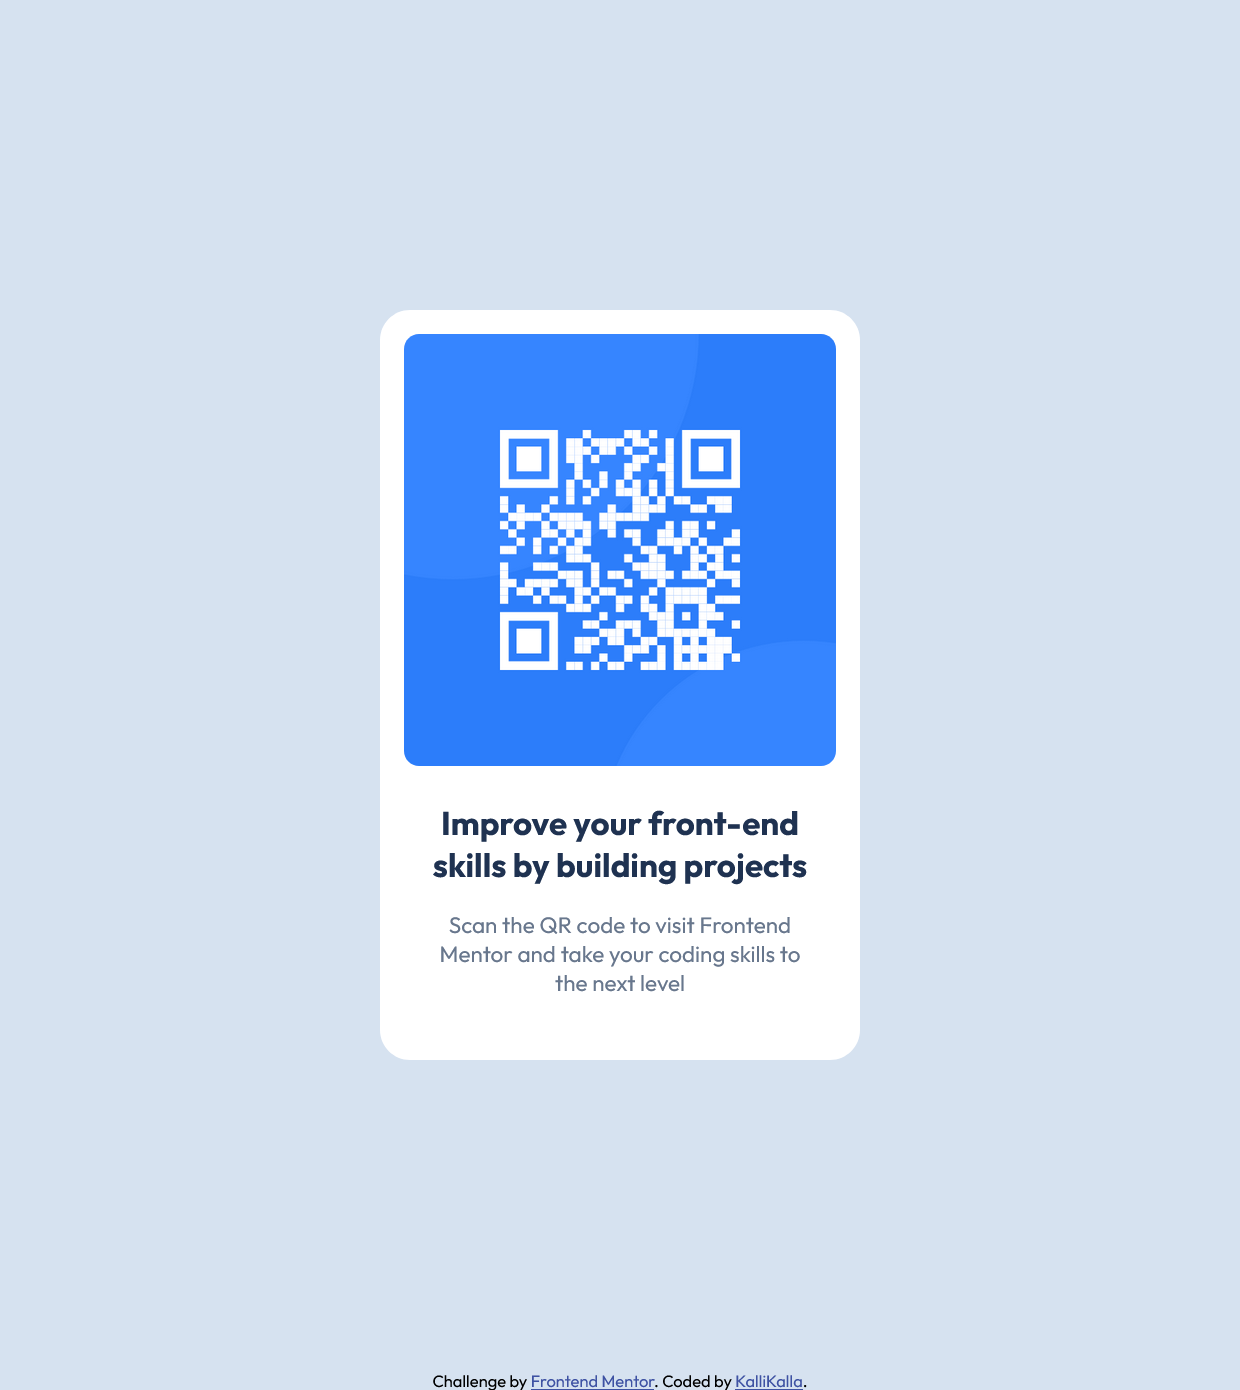 Improve your front-end
skills by building projects
Scan the QR code to visit Frontend
Mentor and take your coding skills to
the next level
Challenge by Frontend Mentor. Coded by KalliKalla.